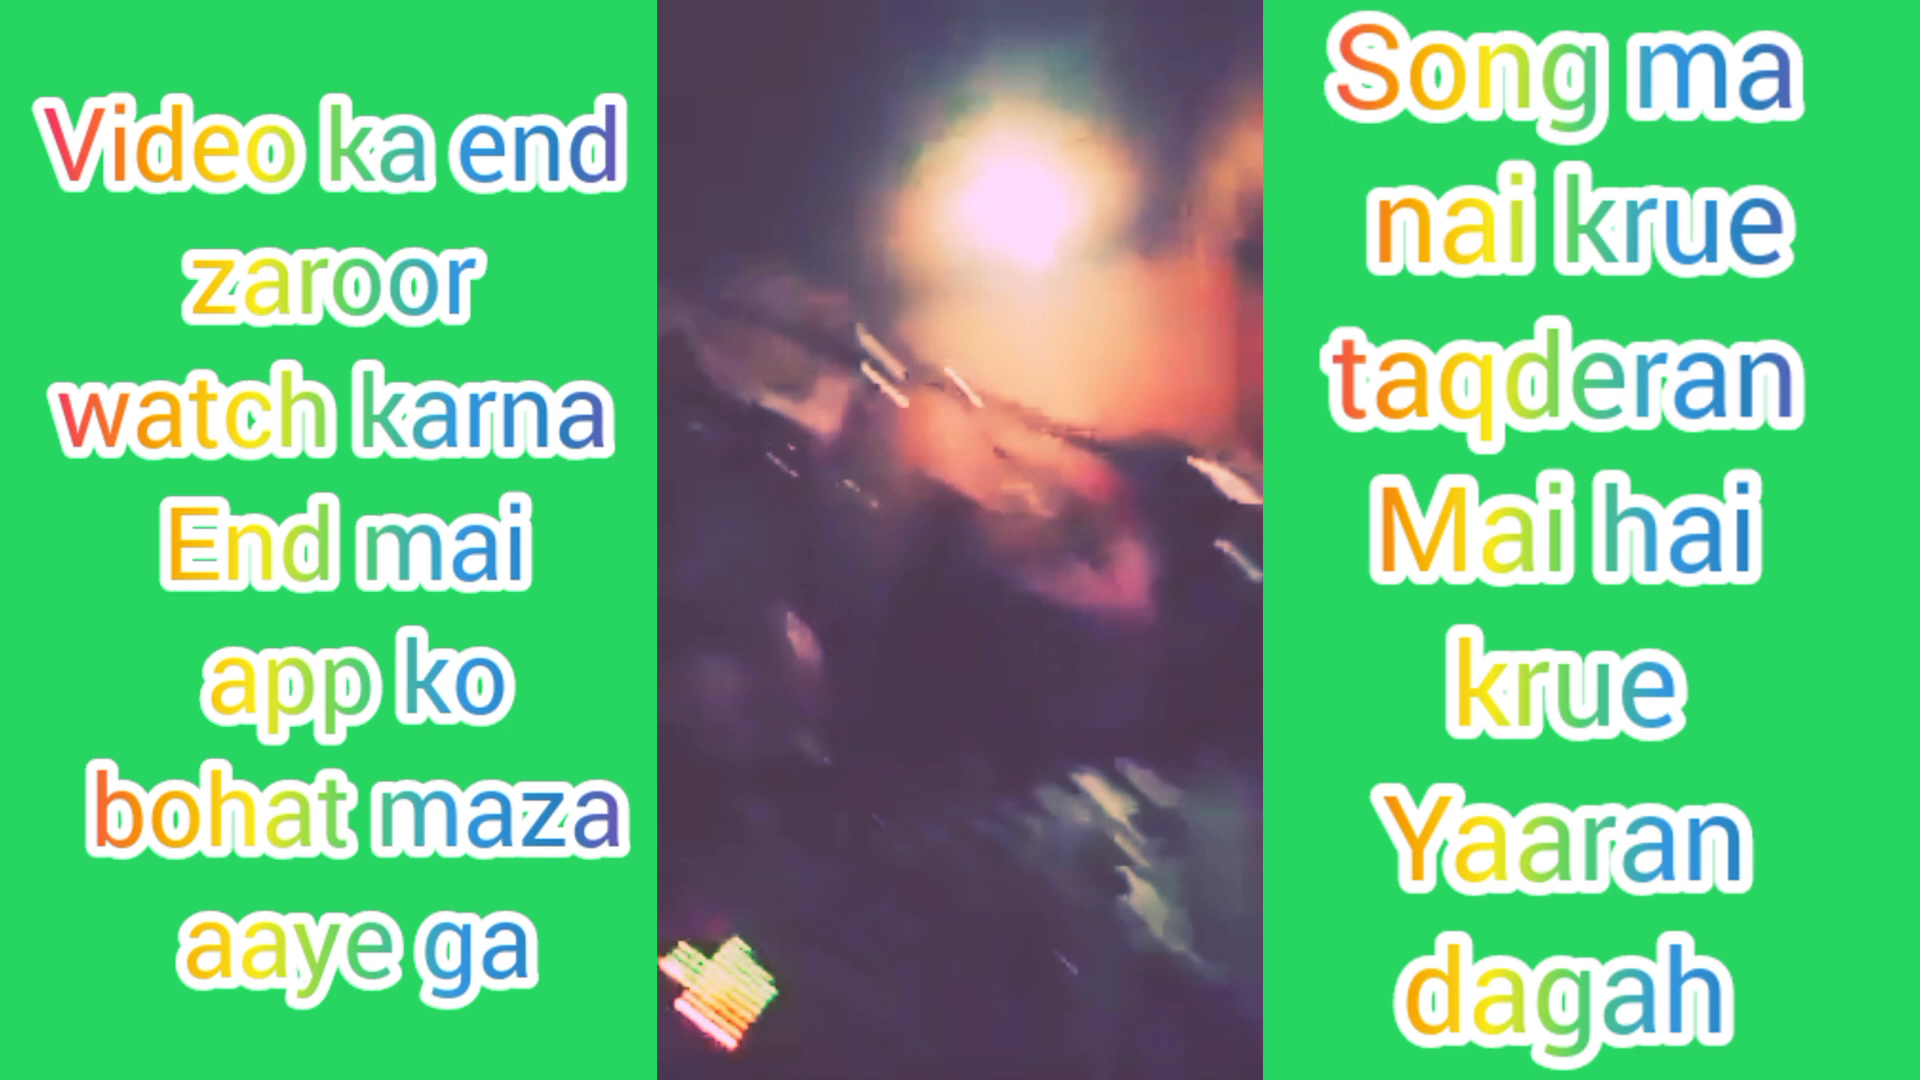 Video ka end
zaroor
watch karna
End mai
app ko
bohat maza
aaye ga
Song ma
nai krue
taqderan
Mai hai
krue
Yaaran
dagah